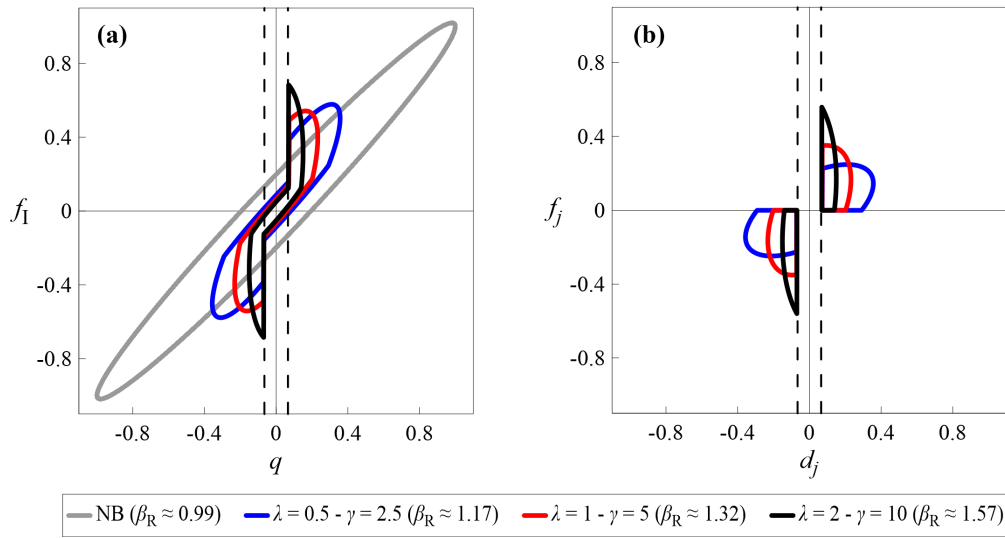 (a)
0.8
0.4
f_I
0
-0.4
-0.8
-0.8 -0.4 0 0.4 0.8
q
(b)
0.8
0.4
f_j
0
-0.4
-0.8
-0.8 -0.4 0 0.4 0.8
d_j
NB (β_R ≈ 0.99) λ = 0.5 - γ = 2.5 (β_R ≈ 1.17) λ = 1 - γ = 5 (β_R ≈ 1.32) λ = 2 - γ = 10 (β_R ≈ 1.57)